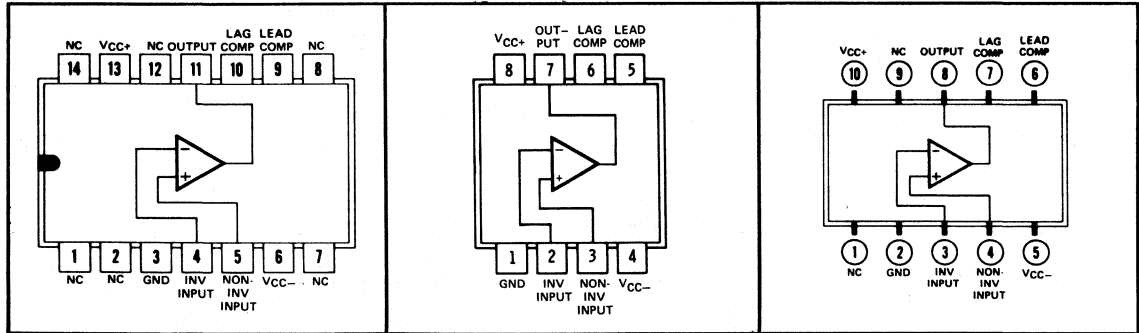 NC VCC+ NC OUTPUT LAG COMP LEAD COMP NC
14 13 12 11 10 9 8
−
+
1 2 3 4 5 6 7
NC NC GND INV INPUT NON-INV INPUT VCC− NC
VCC+ OUT-PUT LAG COMP LEAD COMP
8 7 6 5
−
+
1 2 3 4
GND INV INPUT NON-INV INPUT VCC−
VCC+ NC OUTPUT LAG COMP LEAD COMP
10 9 8 7 6
−
+
1 2 3 4 5
NC GND INV INPUT NON-INV INPUT VCC−